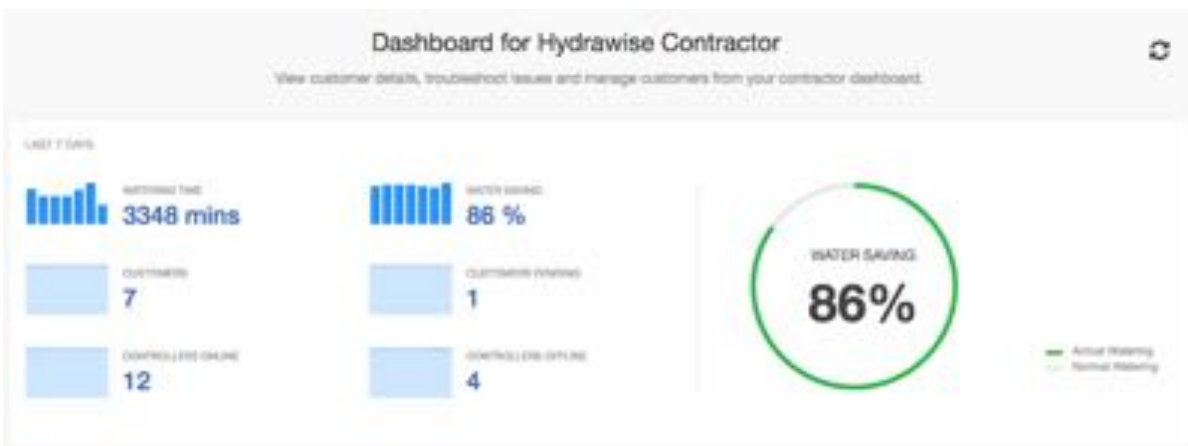 Dashboard for Hydrawise Contractor
View customer details, troubleshoot issues and manage customers from your contractor dashboard.
LAST 7 DAYS
WATERING TIME
3348 mins
WATER SAVING
86 %
CUSTOMERS
7
CUSTOMERS PENDING
1
CONTROLLERS ONLINE
12
CONTROLLERS OFFLINE
4
WATER SAVING
86%
Actual Watering
Normal Watering